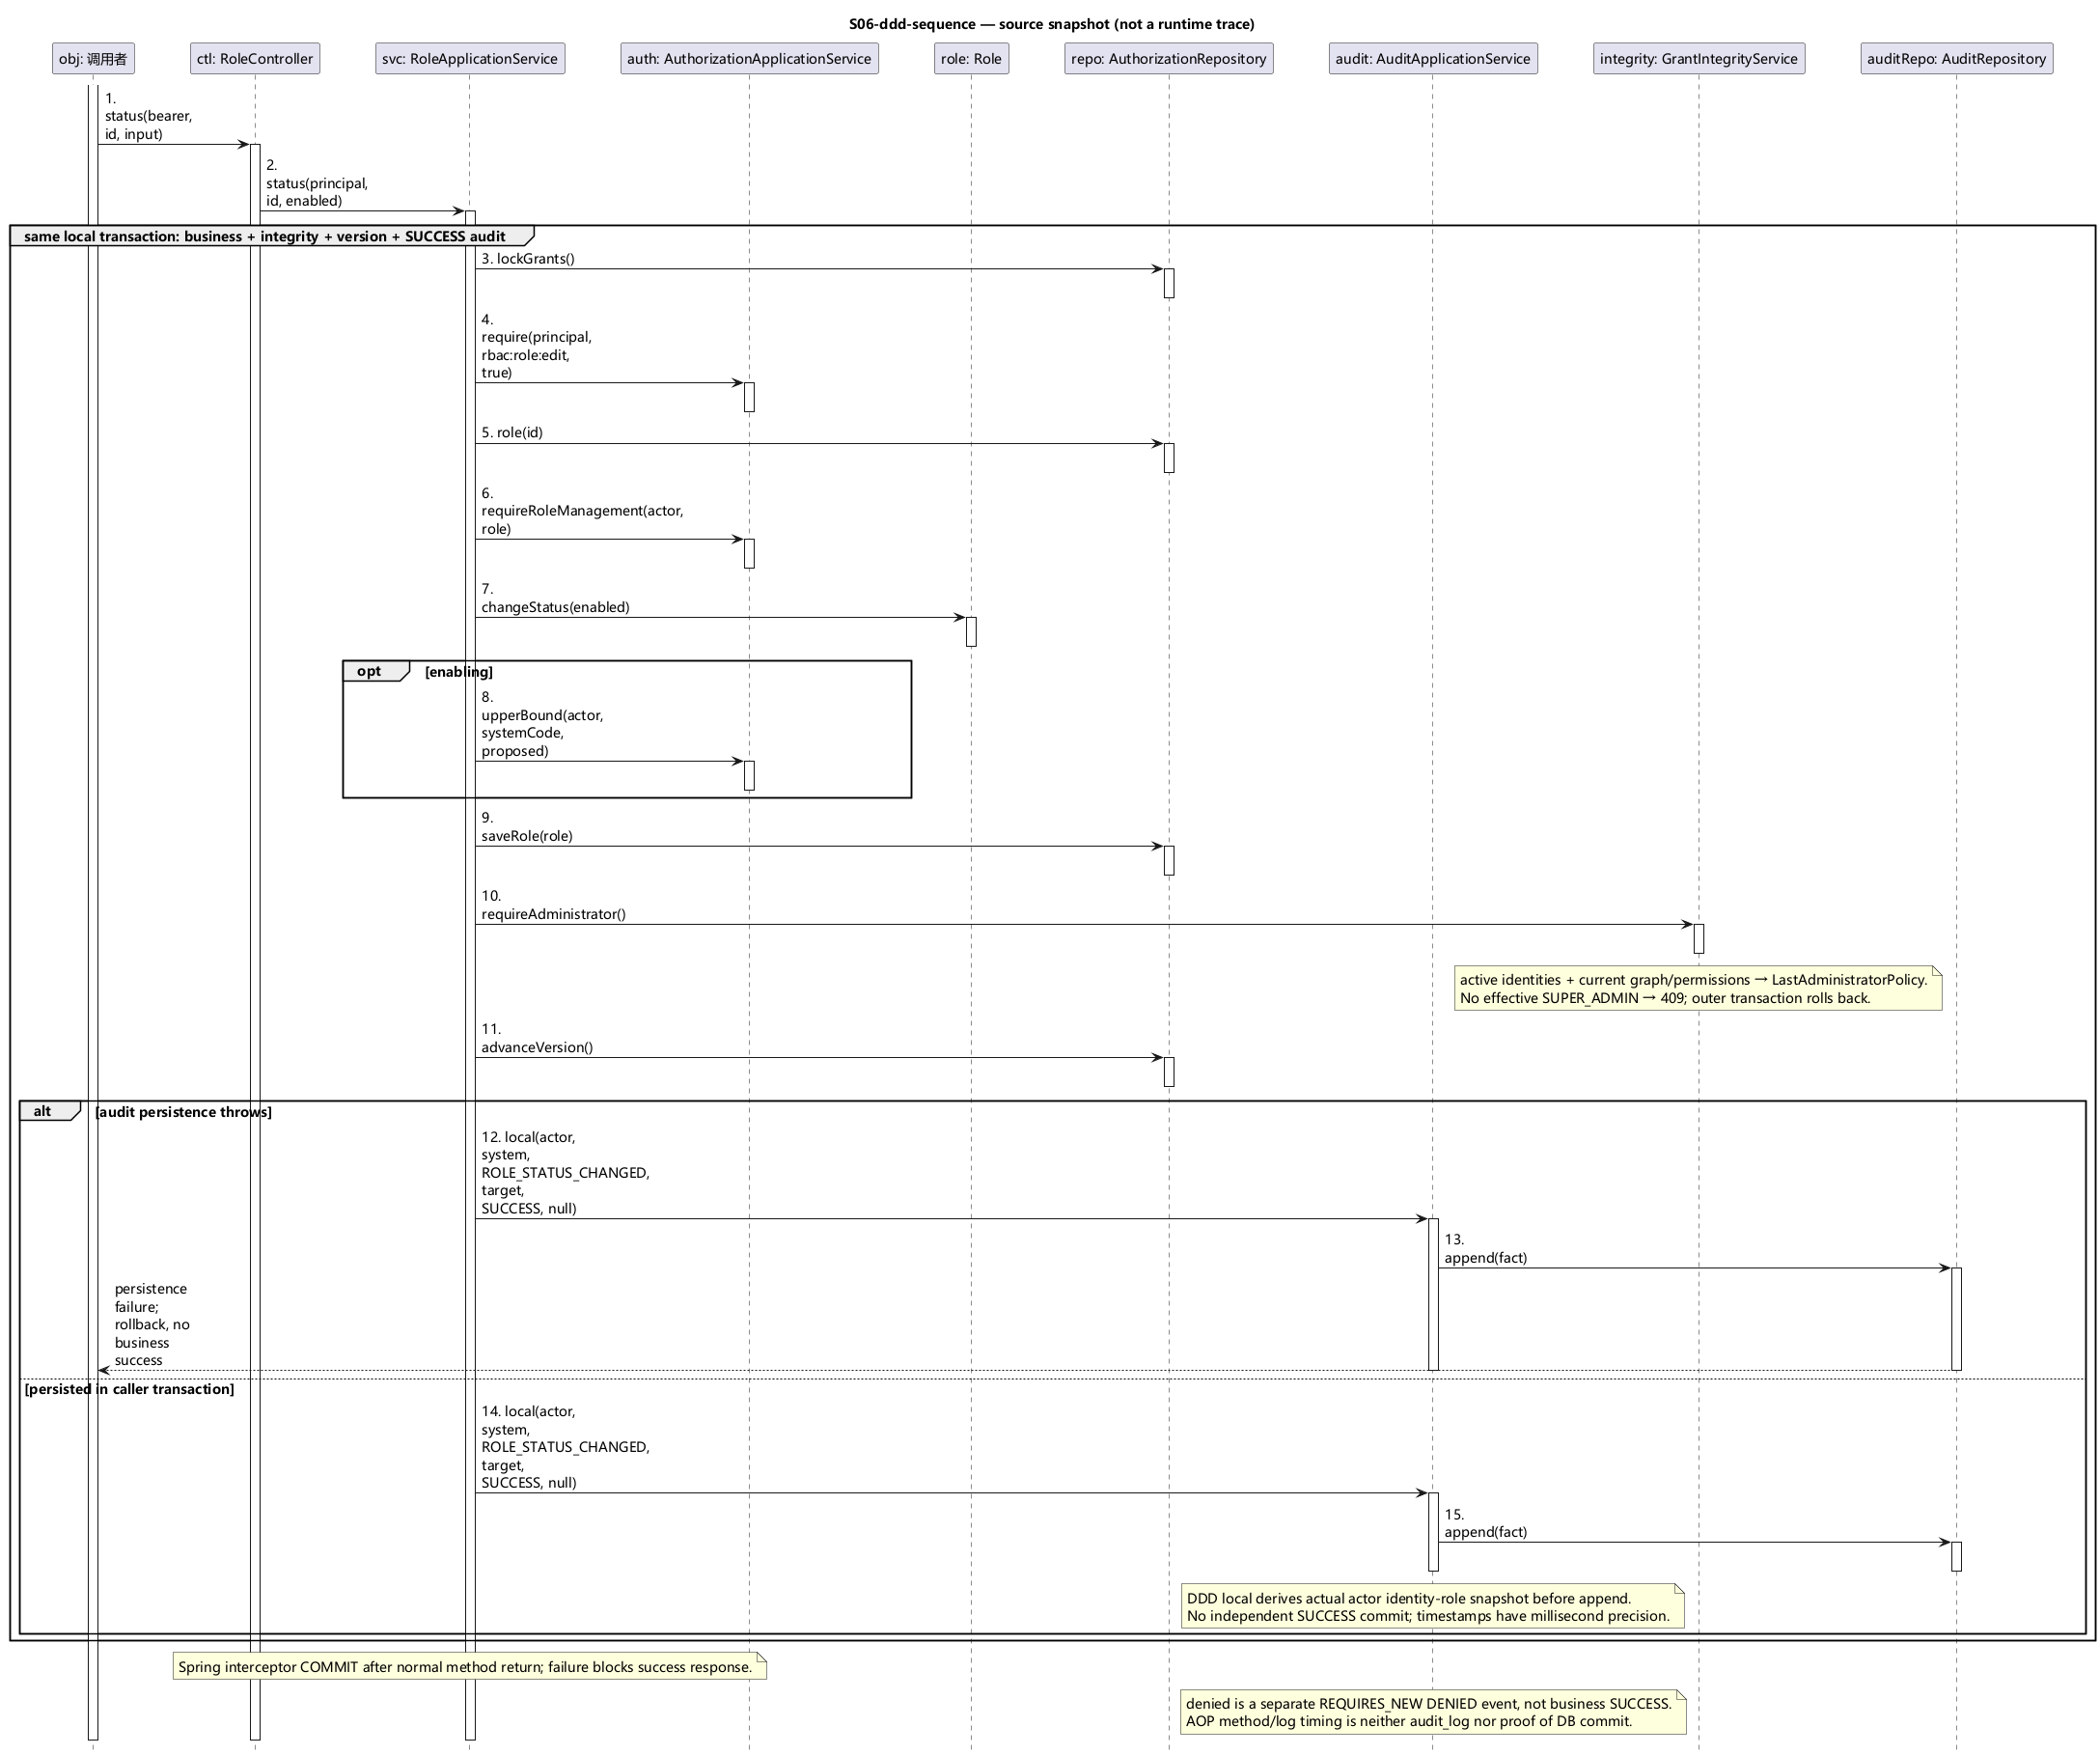 S06-ddd-sequence — source snapshot (not a runtime trace)
obj: 调用者
ctl: RoleController
svc: RoleApplicationService
auth: AuthorizationApplicationService
role: Role
repo: AuthorizationRepository
audit: AuditApplicationService
integrity: GrantIntegrityService
auditRepo: AuditRepository
1.
status(bearer,
id, input)
2.
status(principal,
id, enabled)
same local transaction: business + integrity + version + SUCCESS audit
3. lockGrants()
4.
require(principal,
rbac:role:edit,
true)
5. role(id)
6.
requireRoleManagement(actor,
role)
7.
changeStatus(enabled)
opt
[enabling]
8.
upperBound(actor,
systemCode,
proposed)
9.
saveRole(role)
10.
requireAdministrator()
active identities + current graph/permissions → LastAdministratorPolicy.
No effective SUPER_ADMIN → 409; outer transaction rolls back.
11.
advanceVersion()
alt
[audit persistence throws]
12. local(actor,
system,
ROLE_STATUS_CHANGED,
target,
SUCCESS, null)
13.
append(fact)
persistence
failure;
rollback, no
business
success
[persisted in caller transaction]
14. local(actor,
system,
ROLE_STATUS_CHANGED,
target,
SUCCESS, null)
15.
append(fact)
DDD local derives actual actor identity-role snapshot before append.
No independent SUCCESS commit; timestamps have millisecond precision.
Spring interceptor COMMIT after normal method return; failure blocks success response.
denied is a separate REQUIRES_NEW DENIED event, not business SUCCESS.
AOP method/log timing is neither audit_log nor proof of DB commit.